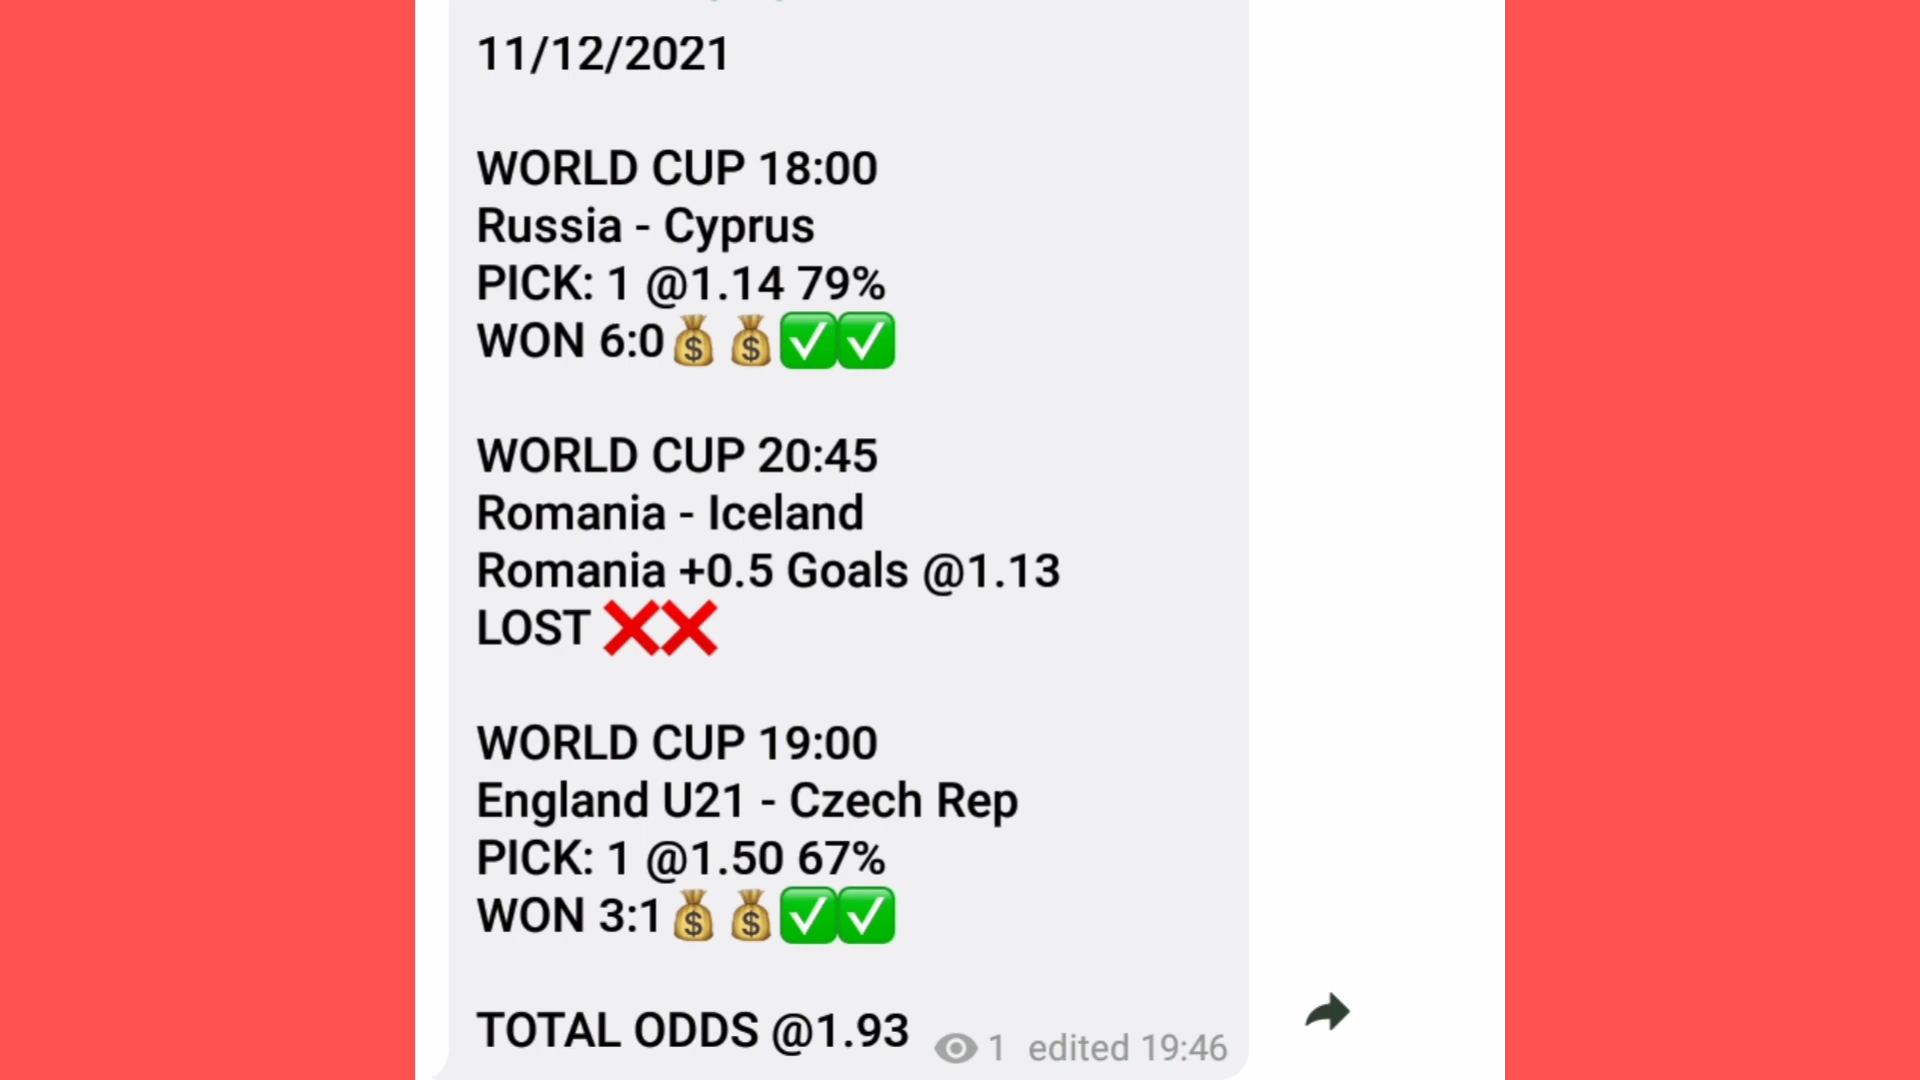 11/12/2021
WORLD CUP 18:00
Russia - Cyprus
PICK: 1 @1.14 79%
WON 6:0💰💰✅✅
WORLD CUP 20:45
Romania - Iceland
Romania +0.5 Goals @1.13
LOST ❌❌
WORLD CUP 19:00
England U21 - Czech Rep
PICK: 1 @1.50 67%
WON 3:1💰💰✅✅
TOTAL ODDS @1.93
1 edited 19:46